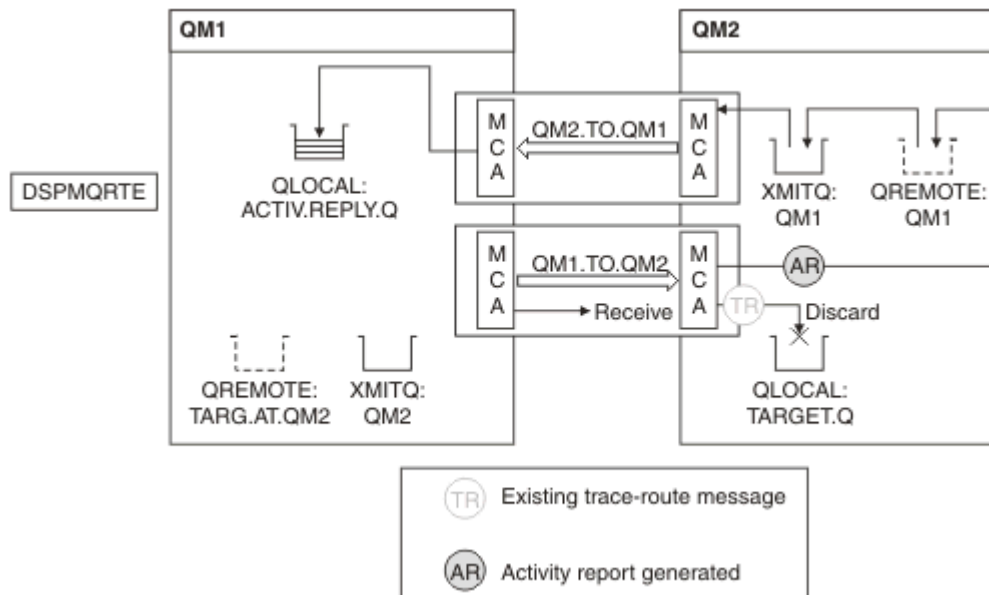 QM1
QM2
DSPMQRTE
QLOCAL:
ACTIV.REPLY.Q
M
C
A
QM2.TO.QM1
M
C
A
XMITQ:
QM1
QREMOTE:
QM1
M
C
A
QM1.TO.QM2
Receive
M
C
A
AR
TR
Discard
QREMOTE:
TARG.AT.QM2
XMITQ:
QM2
QLOCAL:
TARGET.Q
TR Existing trace-route message
AR Activity report generated